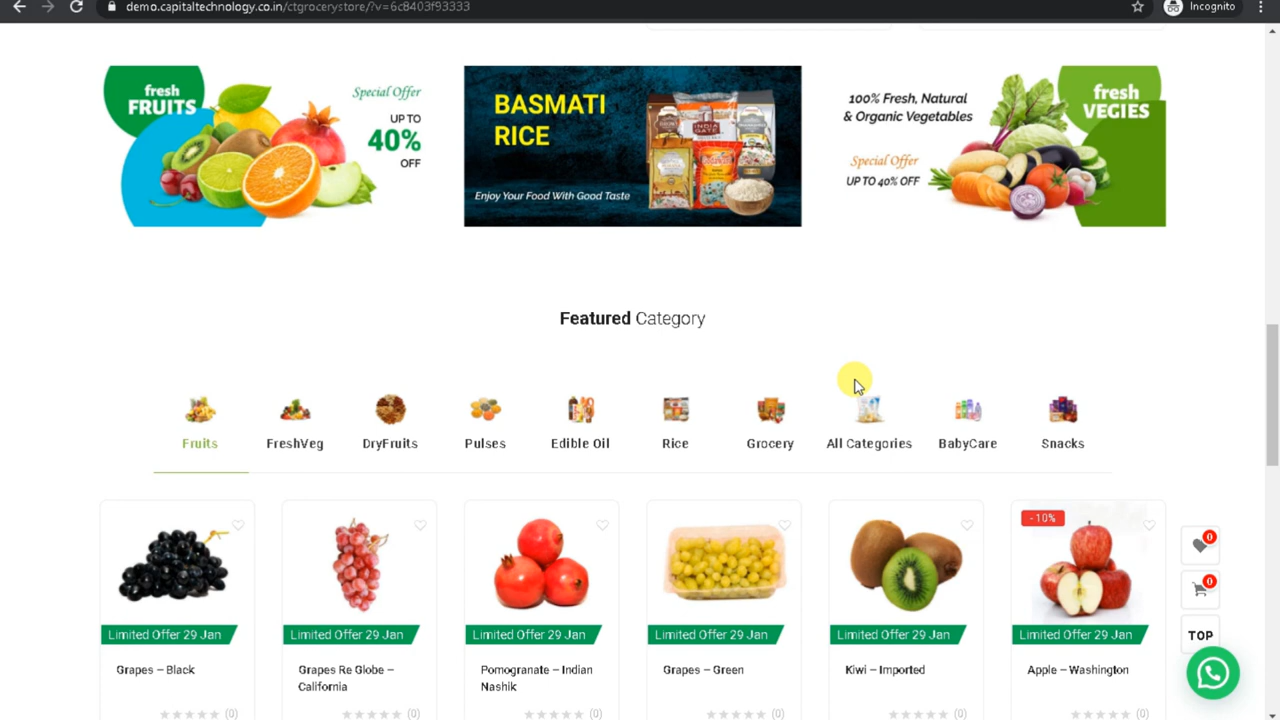 demo.capitaltechnology.co.in/ctgrocerystore/?v=6c8403f93333
Incognito
fresh
FRUITS
Special Offer
UP TO
40%
OFF
BASMATI
RICE
INDIA
GATE
Enjoy Your Food With Good Taste
100% Fresh, Natural
& Organic Vegetables
Special Offer
UP TO 40% OFF
fresh
VEGIES
Featured Category
Fruits
FreshVeg
DryFruits
Pulses
Edible Oil
Rice
Grocery
All Categories
BabyCare
Snacks
- 10%
0
0
TOP
Limited Offer 29 Jan
Limited Offer 29 Jan
Limited Offer 29 Jan
Limited Offer 29 Jan
Limited Offer 29 Jan
Limited Offer 29 Jan
Grapes – Black
Grapes Re Globe –
California
Pomogranate – Indian
Nashik
Grapes – Green
Kiwi – Imported
Apple – Washington
(0)
(0)
(0)
(0)
(0)
(0)